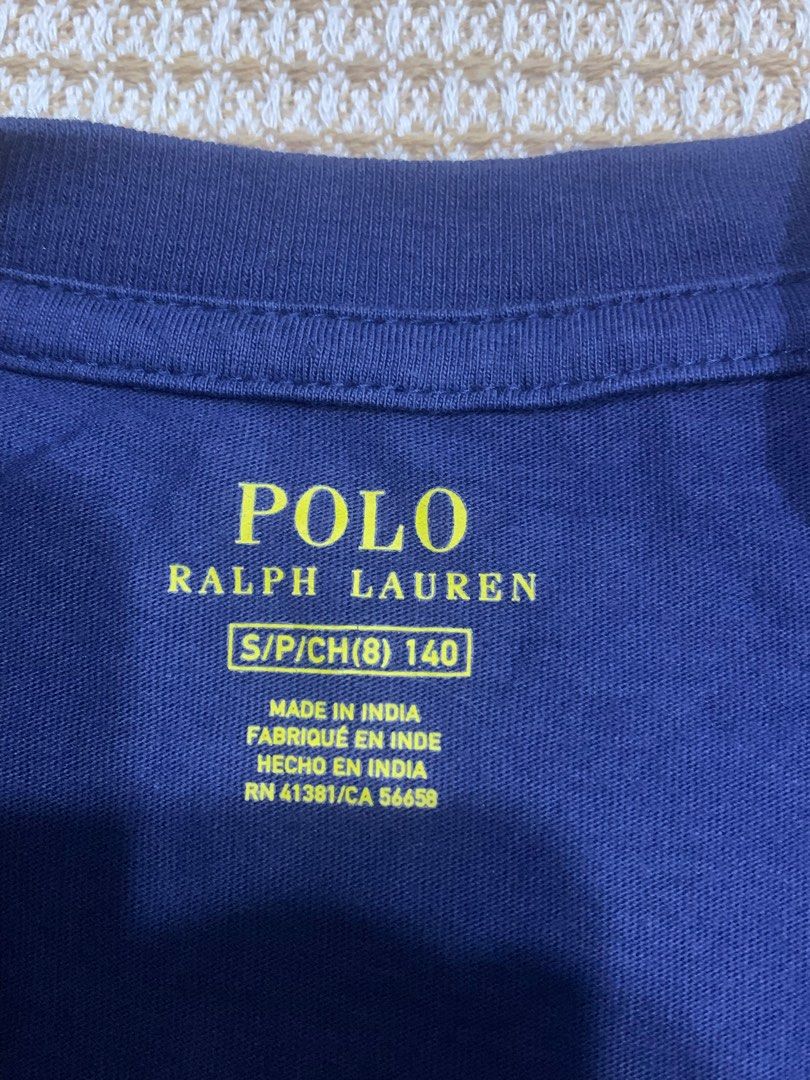 POLO
RALPH LAUREN
S/P/CH(8) 140
MADE IN INDIA
FABRIQUÉ EN INDE
HECHO EN INDIA
RN 41381/CA 56658